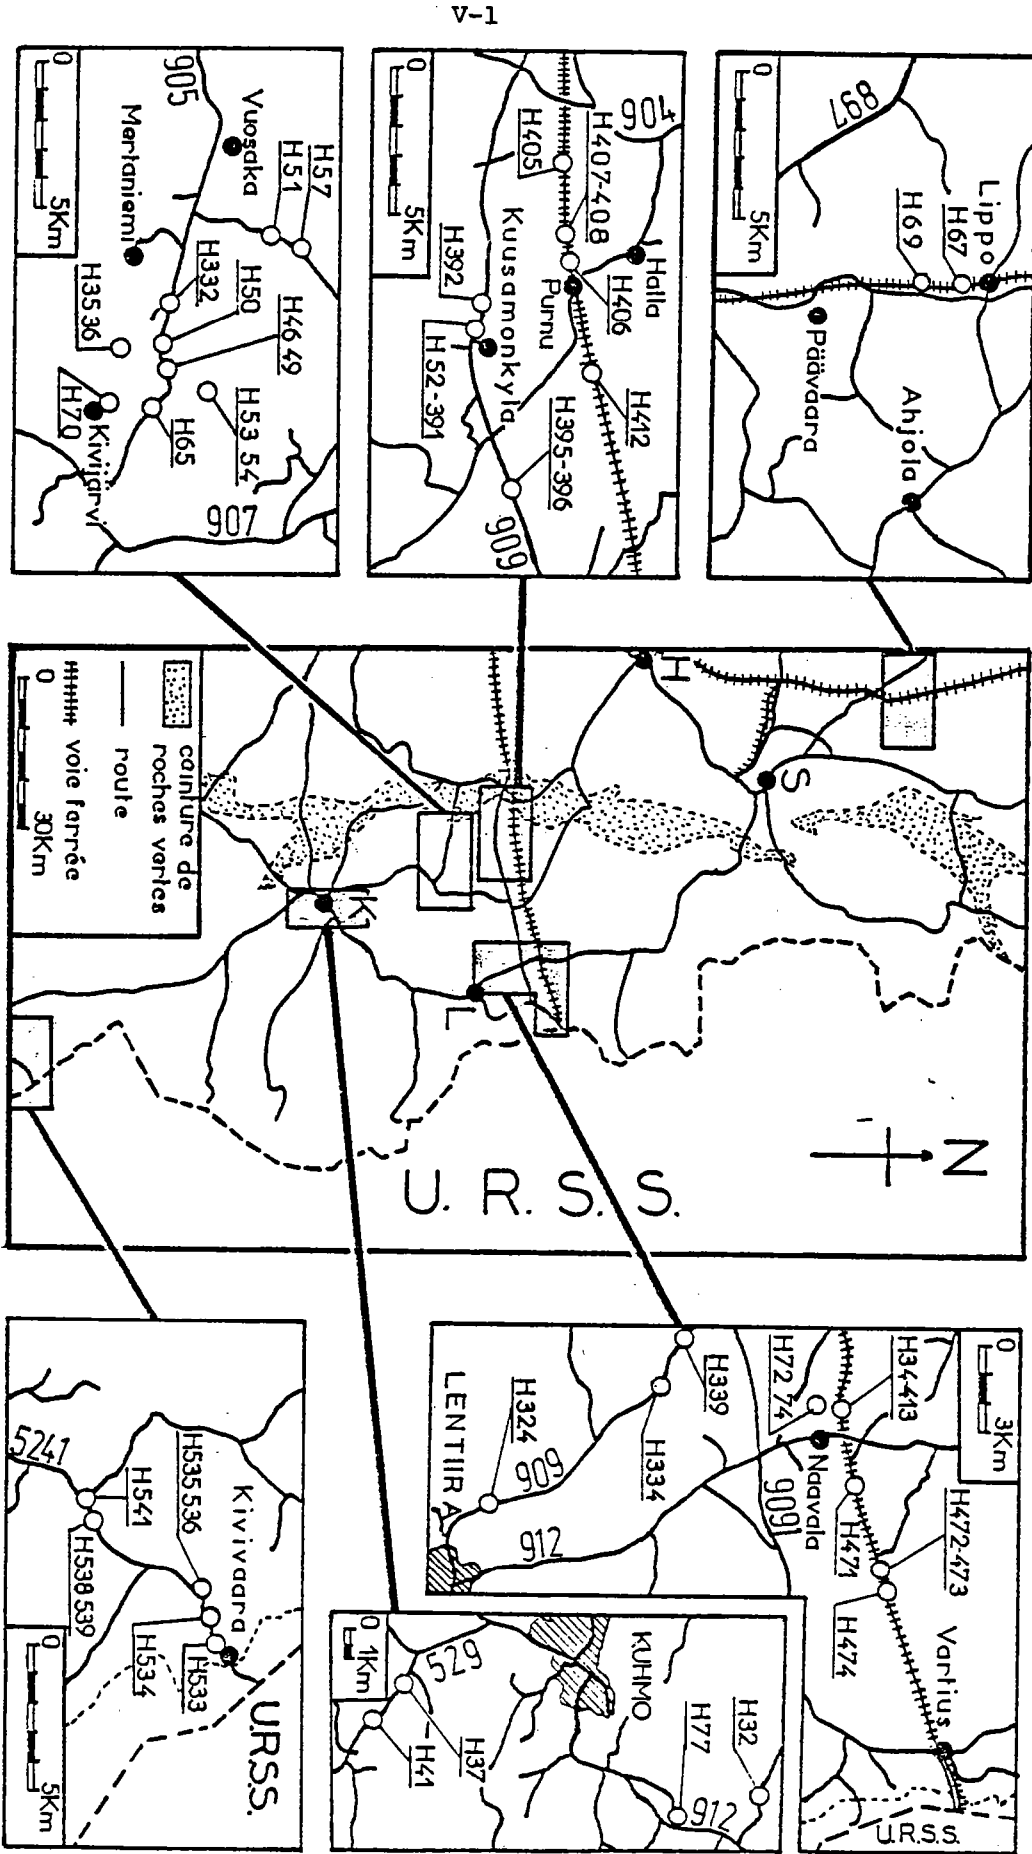 V-1
0
5Km
897
Lippo
H67
H69
Päävaara
Ahjola
0
5Km
904
Halla
H407-408
H405
H406
Purnu
H412
Kuusamonkyla
H392
H52-391
H395-396
909
0
5Km
905
Vuosaka
Mertaniemi
H57
H51
H332
H50
H46 49
H35 36
H53 54
H70
Kivijärvi
H65
907
H
S
K
L
N
U. R. S. S.
ceinture de
roches vertes
route
voie ferrée
0
30Km
0
3Km
H34-413
H72 74
Naavala
H471
H472-473
H474
Vartius
U.R.S.S.
9091
H339
H334
H324
909
912
LENTIIRA
0
1Km
529
KUHMO
H37
H41
H77
H32
912
5241
H541
H538 539
H535 536
Kivivaara
H534
H533
U.R.S.S.
0
5Km